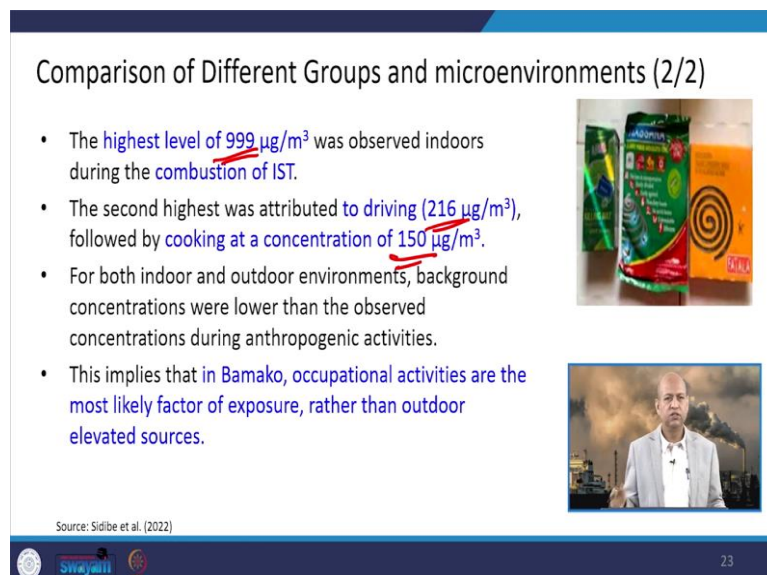 Comparison of Different Groups and microenvironments (2/2)
• The highest level of 999 µg/m³ was observed indoors
during the combustion of IST.
• The second highest was attributed to driving (216 µg/m³),
followed by cooking at a concentration of 150 µg/m³.
• For both indoor and outdoor environments, background
concentrations were lower than the observed
concentrations during anthropogenic activities.
• This implies that in Bamako, occupational activities are the
most likely factor of exposure, rather than outdoor
elevated sources.
Source: Sidibe et al. (2022)
swayam
23